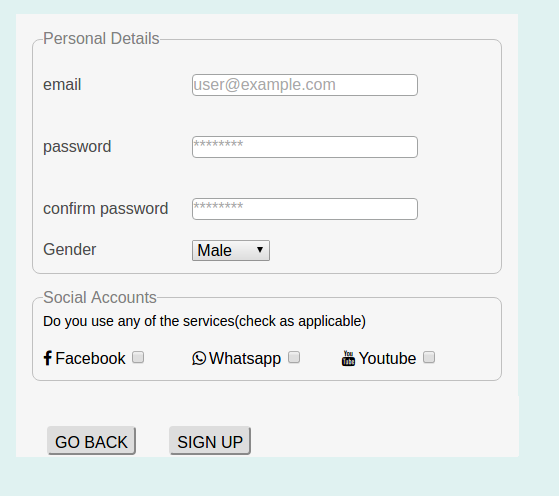 Personal Details
email user@example.com
password ********
confirm password ********
Gender Male
Social Accounts
Do you use any of the services(check as applicable)
Facebook Whatsapp You Tube Youtube
GO BACK SIGN UP